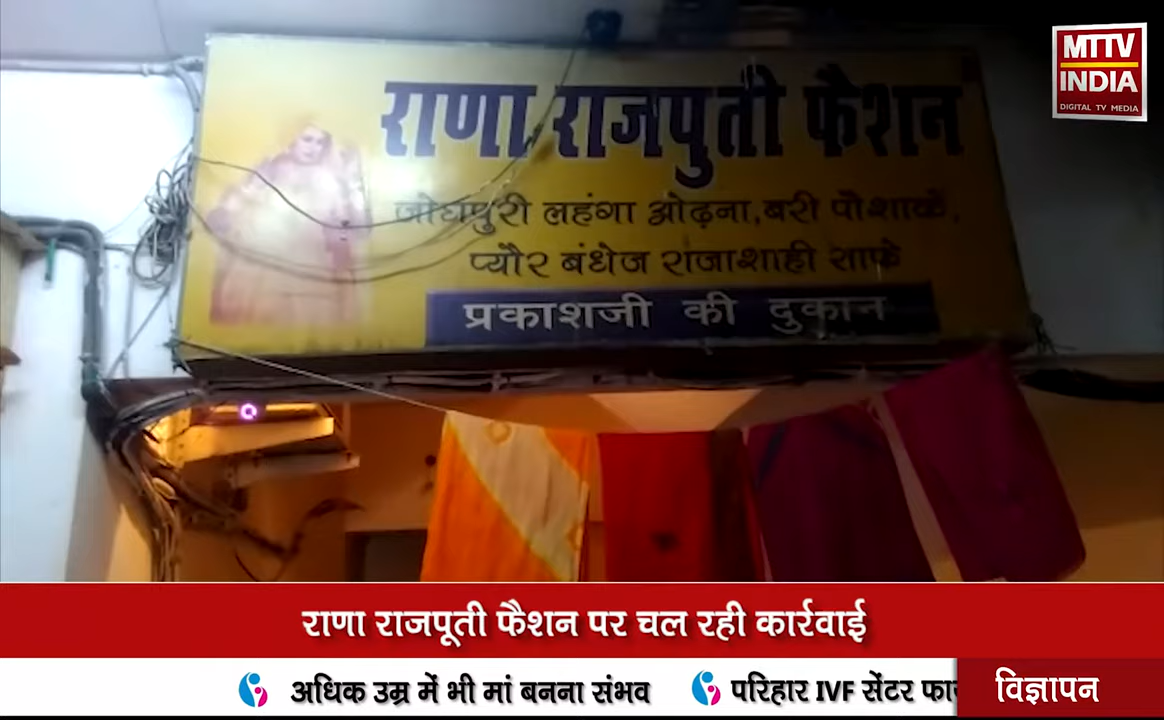 MTTV
INDIA
DIGITAL TV MEDIA
राणा राजपुती फैशन
जोधपुरी लहंगा ओढ़ना, बरी पौशाकें,
प्यौर बंधेज राजाशाही साफे
प्रकाशजी की दुकान
राणा राजपूती फैशन पर चल रही कार्रवाई
अधिक उम्र में भी मां बनना संभव परिहार IVF सेंटर विज्ञापन